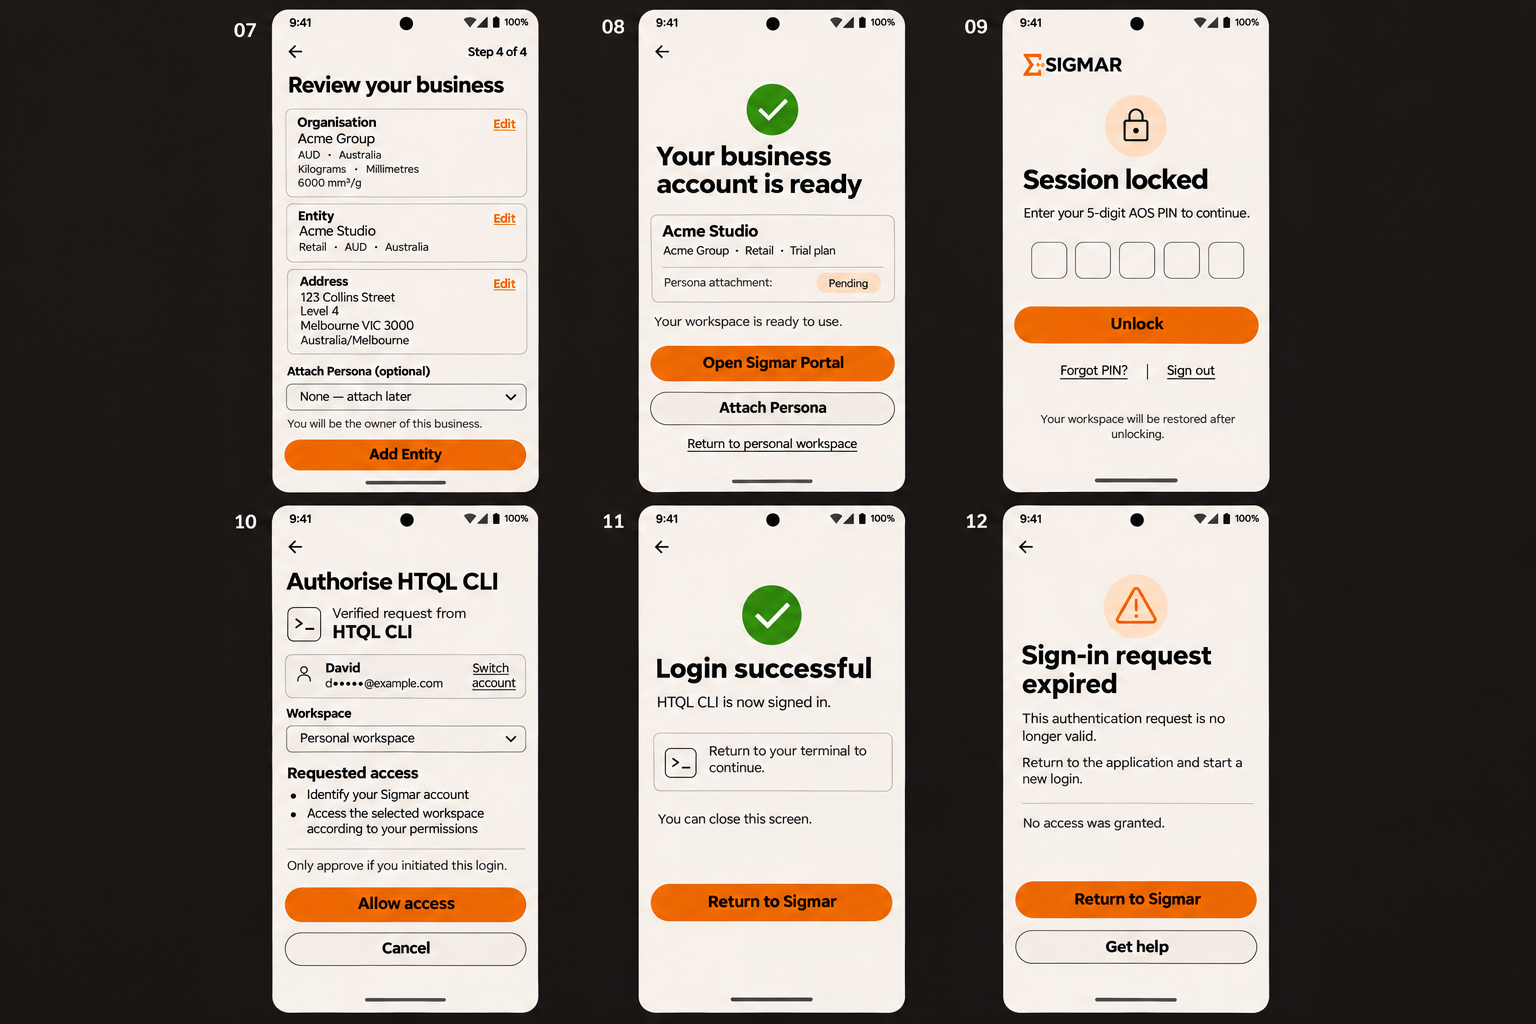 07
9:41
100%
Step 4 of 4
Review your business
Organisation
Edit
Acme Group
AUD · Australia
Kilograms · Millimetres
6000 mm³/g
Entity
Edit
Acme Studio
Retail · AUD · Australia
Address
Edit
123 Collins Street
Level 4
Melbourne VIC 3000
Australia/Melbourne
Attach Persona (optional)
None — attach later
You will be the owner of this business.
Add Entity
08
9:41
100%
Your business
account is ready
Acme Studio
Acme Group · Retail · Trial plan
Persona attachment:
Pending
Your workspace is ready to use.
Open Sigmar Portal
Attach Persona
Return to personal workspace
09
9:41
100%
SIGMAR
Session locked
Enter your 5-digit AOS PIN to continue.
Unlock
Forgot PIN? | Sign out
Your workspace will be restored after
unlocking.
10
9:41
100%
Authorise HTQL CLI
Verified request from
HTQL CLI
David
d•••••@example.com
Switch
account
Workspace
Personal workspace
Requested access
• Identify your Sigmar account
• Access the selected workspace
according to your permissions
Only approve if you initiated this login.
Allow access
Cancel
11
9:41
100%
Login successful
HTQL CLI is now signed in.
Return to your terminal to
continue.
You can close this screen.
Return to Sigmar
12
9:41
100%
Sign-in request
expired
This authentication request is no
longer valid.
Return to the application and start a
new login.
No access was granted.
Return to Sigmar
Get help